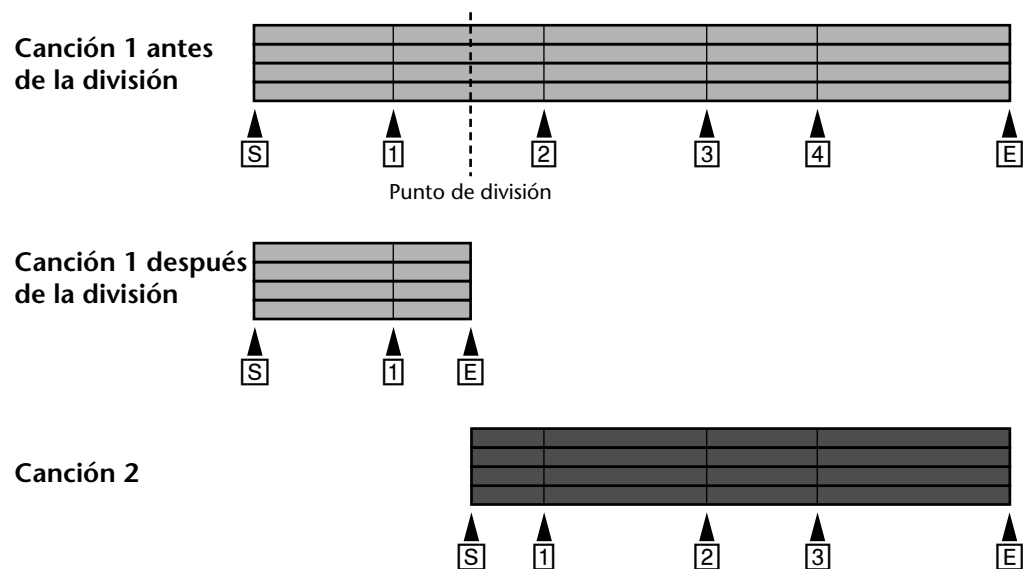 Canción 1 antes
de la división
S 1 2 3 4 E
Punto de división
Canción 1 después
de la división
S 1 E
Canción 2
S 1 2 3 E